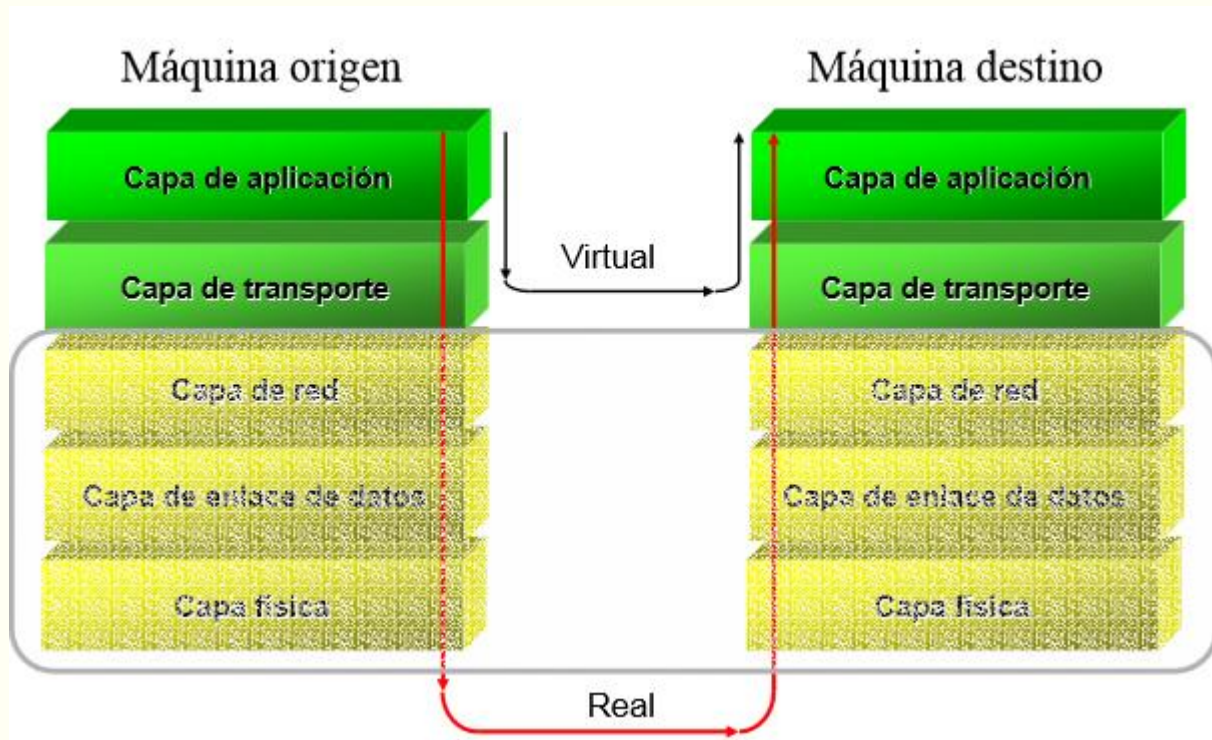 Máquina origen
Máquina destino
Capa de aplicación
Capa de aplicación
Virtual
Capa de transporte
Capa de transporte
Capa de red
Capa de red
Capa de enlace de datos
Capa de enlace de datos
Capa física
Capa física
Real